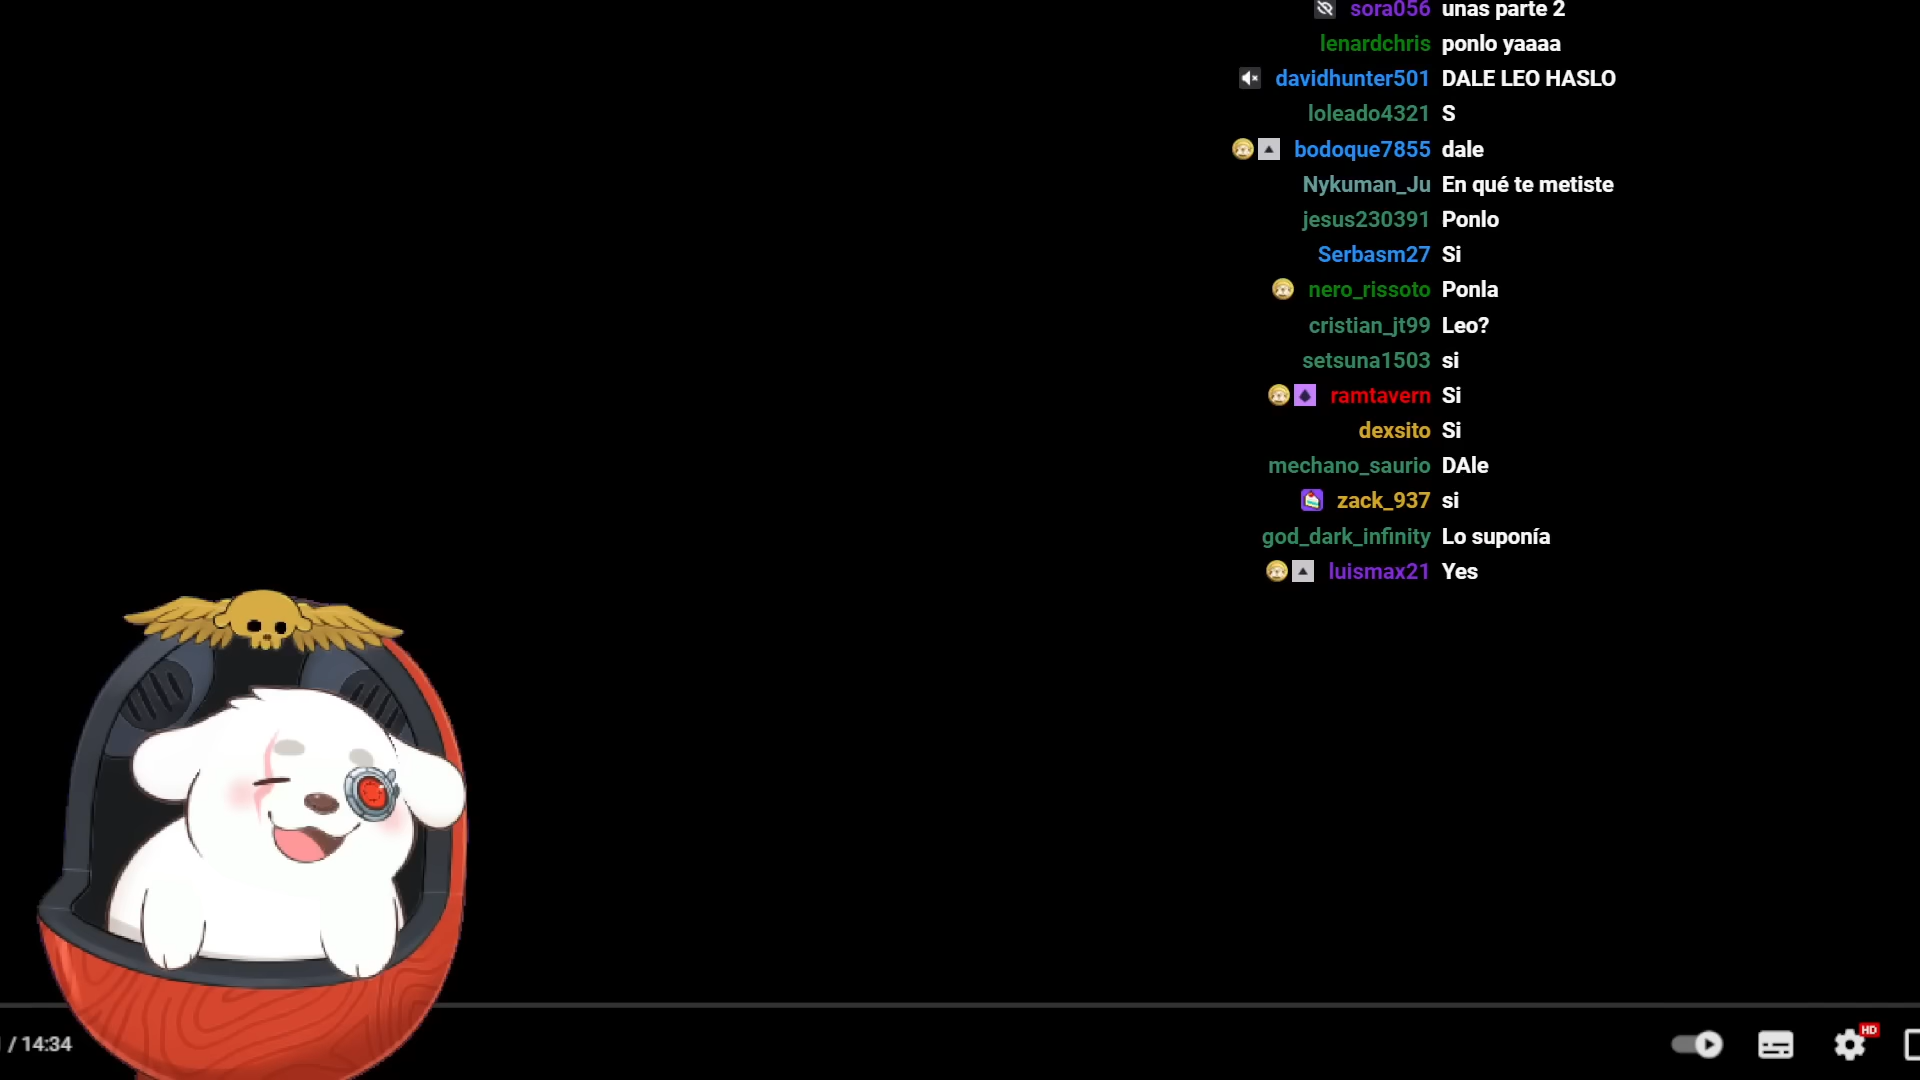 sora056 unas parte 2
lenardchris ponlo yaaaa
davidhunter501 DALE LEO HASLO
loleado4321 S
bodoque7855 dale
Nykuman_Ju En qué te metiste
jesus230391 Ponlo
Serbasm27 Si
nero_rissoto Ponla
cristian_jt99 Leo?
setsuna1503 si
ramtavern Si
dexsito Si
mechano_saurio DAle
zack_937 si
god_dark_infinity Lo suponía
luismax21 Yes
/ 14:34
HD